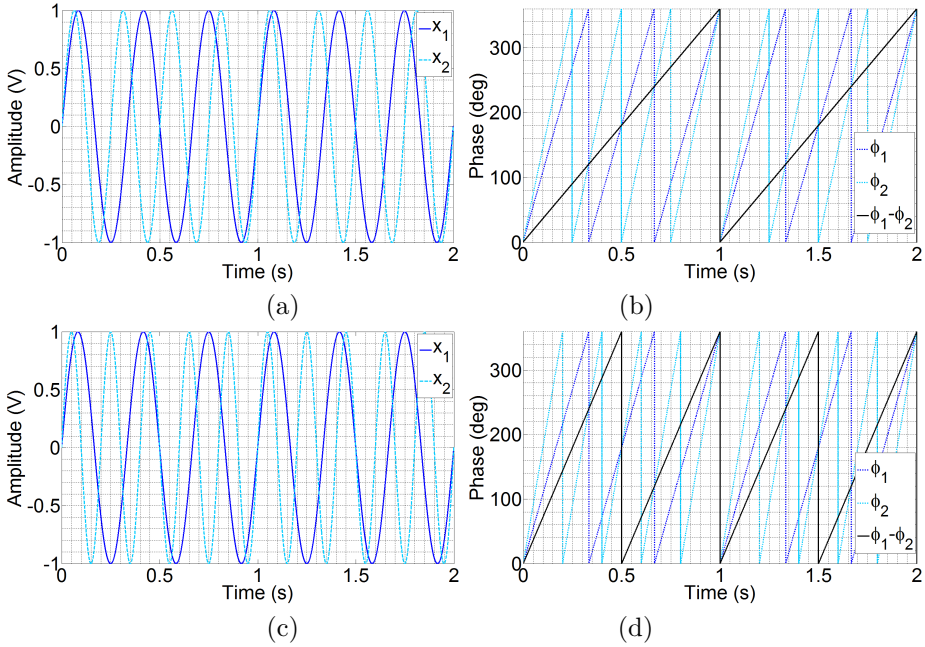 1
0.5
0
-0.5
-1
Amplitude (V)
0 0.5 1 1.5 2
Time (s)
x1
x2
(a)
300
200
100
0
Phase (deg)
0 0.5 1 1.5 2
Time (s)
ϕ1
ϕ2
ϕ1-ϕ2
(b)
1
0.5
0
-0.5
-1
Amplitude (V)
0 0.5 1 1.5 2
Time (s)
x1
x2
(c)
300
200
100
0
Phase (deg)
0 0.5 1 1.5 2
Time (s)
ϕ1
ϕ2
ϕ1-ϕ2
(d)